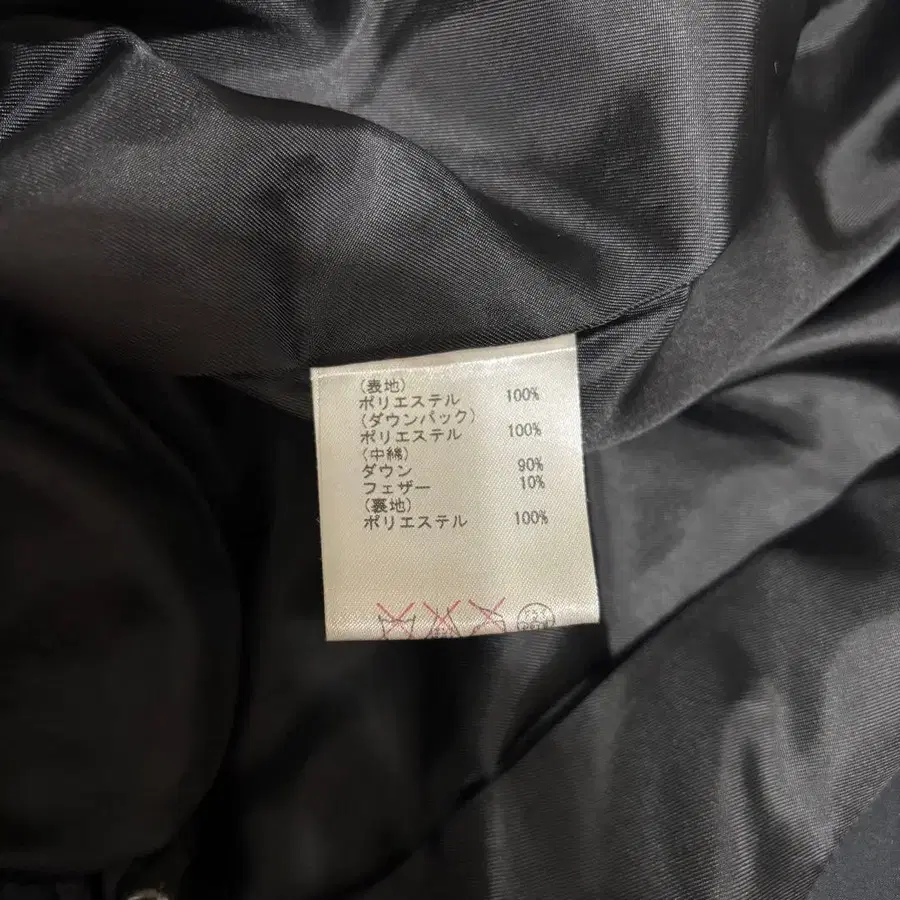 (表地)
ポリエステル 100%
(ダウンパック)
ポリエステル 100%
(中綿)
ダウン 90%
フェザー 10%
(裏地)
ポリエステル 100%